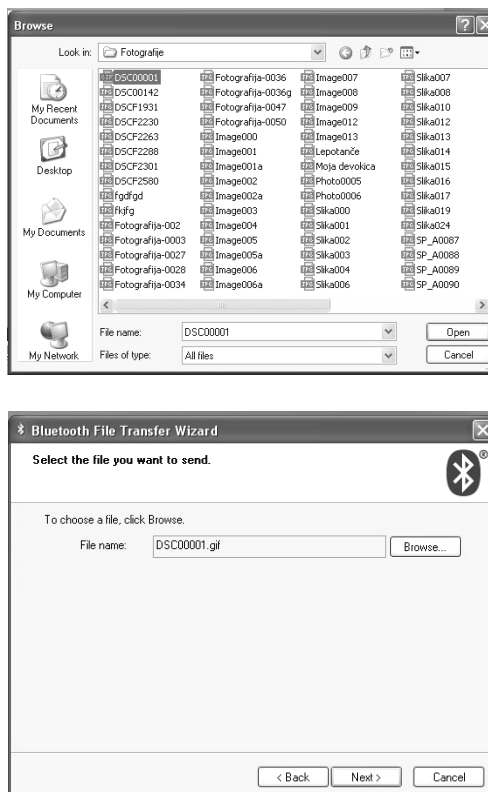 Browse
Look in: Fotografije
DSC00001 Fotografija-0036 Image007 Slika007
DSC00142 Fotografija-0036g Image008 Slika008
DSCF1931 Fotografija-0047 Image009 Slika010
DSCF2230 Fotografija-0050 Image012 Slika012
DSCF2263 Image000 Image013 Slika013
DSCF2288 Image001 Lepotanče Slika014
DSCF2301 Image001a Moja devokica Slika015
DSCF2580 Image002 Photo0005 Slika016
fgdfgd Image002a Photo0006 Slika017
fkjfg Image003 Slika000 Slika019
Fotografija-002 Image004 Slika001 Slika024
Fotografija-0003 Image005 Slika002 SP_A0087
Fotografija-0027 Image005a Slika003 SP_A0088
Fotografija-0028 Image006 Slika004 SP_A0089
Fotografija-0034 Image006a Slika006 SP_A0090
My Recent
Documents
Desktop
My Documents
My Computer
My Network
File name: DSC00001 Open
Files of type: All files Cancel
Bluetooth File Transfer Wizard
Select the file you want to send.
To choose a file, click Browse.
File name: DSC00001.gif Browse...
< Back Next > Cancel